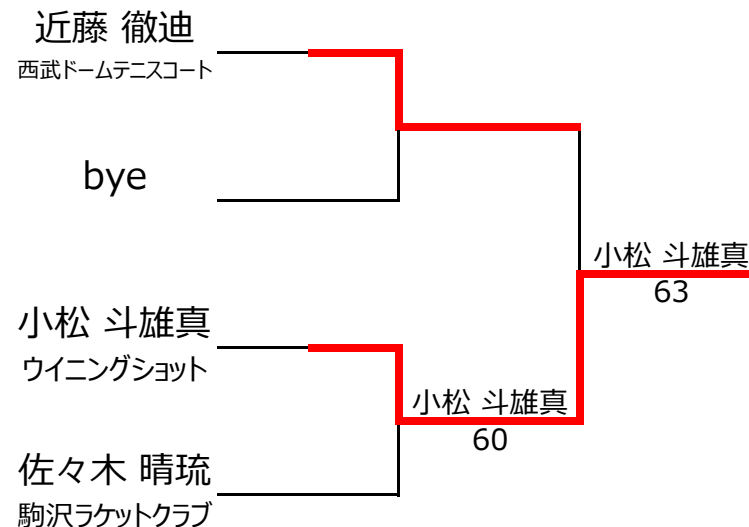 近藤 徹迪
西武ドームテニスコート
bye
小松 斗雄真
63
小松 斗雄真
ウイニングショット
小松 斗雄真
60
佐々木 晴琉
駒沢ラケットクラブ